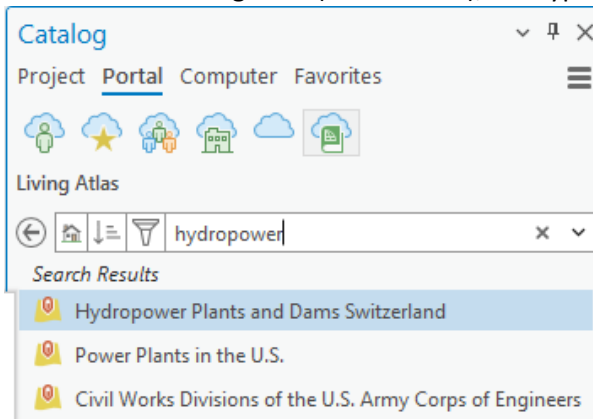 Catalog
Project Portal Computer Favorites
Living Atlas
hydropower
Search Results
Hydropower Plants and Dams Switzerland
Power Plants in the U.S.
Civil Works Divisions of the U.S. Army Corps of Engineers